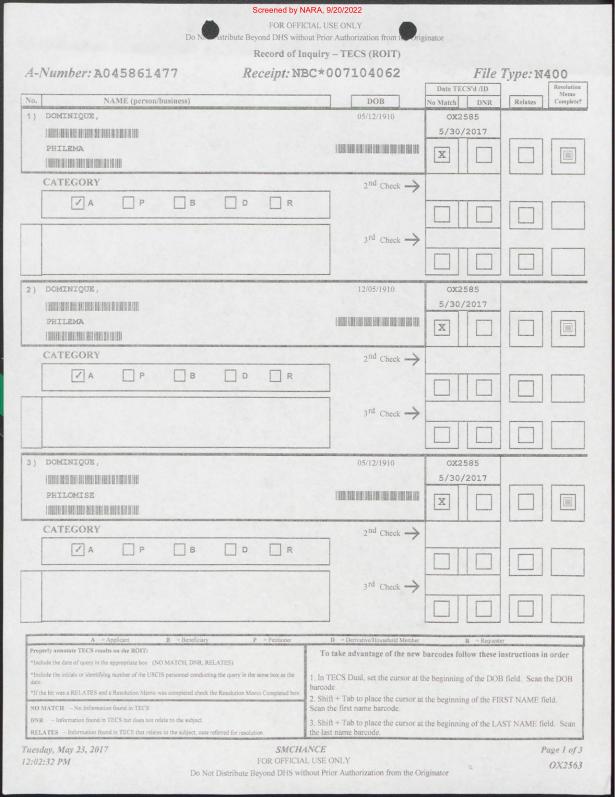 Screened by NARA, 9/20/2022
FOR OFFICIAL USE ONLY
Do Not Distribute Beyond DHS without Prior Authorization from the Originator
Record of Inquiry – TECS (ROIT)
A-Number: A045861477 Receipt: NBC*007104062 File Type: N400
Date TECS'd /ID Resolution Memo Complete?
No. NAME (person/business) DOB No Match DNR Relates
1) DOMINIQUE, 05/12/1910 OX2585
5/30/2017
PHILEMA X
CATEGORY 2nd Check →
✓ A P B D R
3rd Check →
2) DOMINIQUE, 12/05/1910 OX2585
5/30/2017
PHILEMA X
CATEGORY 2nd Check →
✓ A P B D R
3rd Check →
3) DOMINIQUE, 05/12/1910 OX2585
5/30/2017
PHILOMISE X
CATEGORY 2nd Check →
✓ A P B D R
3rd Check →
A = Applicant B = Beneficiary P = Petitioner D = Derivative/Household Member R = Requester
Properly annotate TECS results on the ROIT:
*Include the date of query in the appropriate box (NO MATCH, DNR, RELATES)
*Include the initials or identifying number of the USCIS personnel conducting the query in the same box as the
date.
*If the hit was a RELATES and a Resolution Memo was completed check the Resolution Memo Completed box
NO MATCH – No Information found in TECS
DNR – Information found in TECS but does not relate to the subject.
RELATES – Information found in TECS that relates to the subject, case referred for resolution.
To take advantage of the new barcodes follow these instructions in order
1. In TECS Dual, set the cursor at the beginning of the DOB field. Scan the DOB
barcode.
2. Shift + Tab to place the cursor at the beginning of the FIRST NAME field.
Scan the first name barcode.
3. Shift + Tab to place the cursor at the beginning of the LAST NAME field. Scan
the last name barcode.
Tuesday, May 23, 2017 SMCHANCE Page 1 of 3
12:02:32 PM FOR OFFICIAL USE ONLY OX2563
Do Not Distribute Beyond DHS without Prior Authorization from the Originator